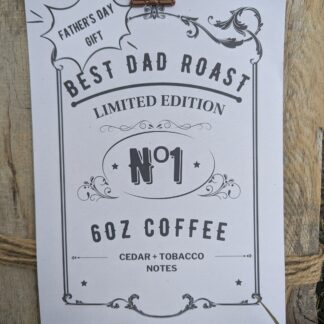 FATHER'S DAY
GIFT
BEST DAD ROAST
LIMITED EDITION
Nº1
6OZ COFFEE
CEDAR + TOBACCO
NOTES